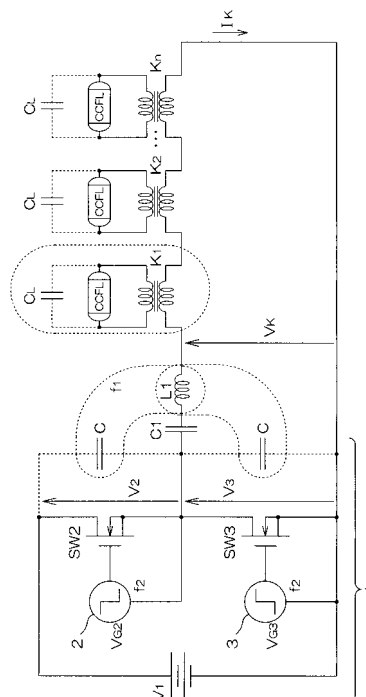 CL
CL
CL
CCFL
CCFL
CCFL
K1
K2
...
Kn
IK
f1
C
L1
C1
C
VK
V2
V3
SW2
SW3
2
VG2
f2
3
VG3
f2
V1